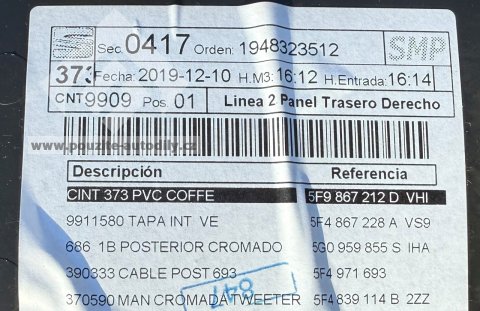 Sec. 0417 Orden: 1948323512 SMP
373 Fecha: 2019-12-10 H.M3: 16:12 H.Entrada: 16:14
CNT 9909 Pos. 01 Linea 2 Panel Trasero Derecho
www.pouzite-autodily.cz
Descripción Referencia
CINT 373 PVC COFFE 5F9 867 212 D VHI
9911580 TAPA INT VE 5F4 867 228 A VS9
686 1B POSTERIOR CROMADO 5G0 959 855 S IHA
390333 CABLE POST 693 5F4 971 693
370590 MAN CROMADA TWEETER 5F4 839 114 B 2ZZ
847